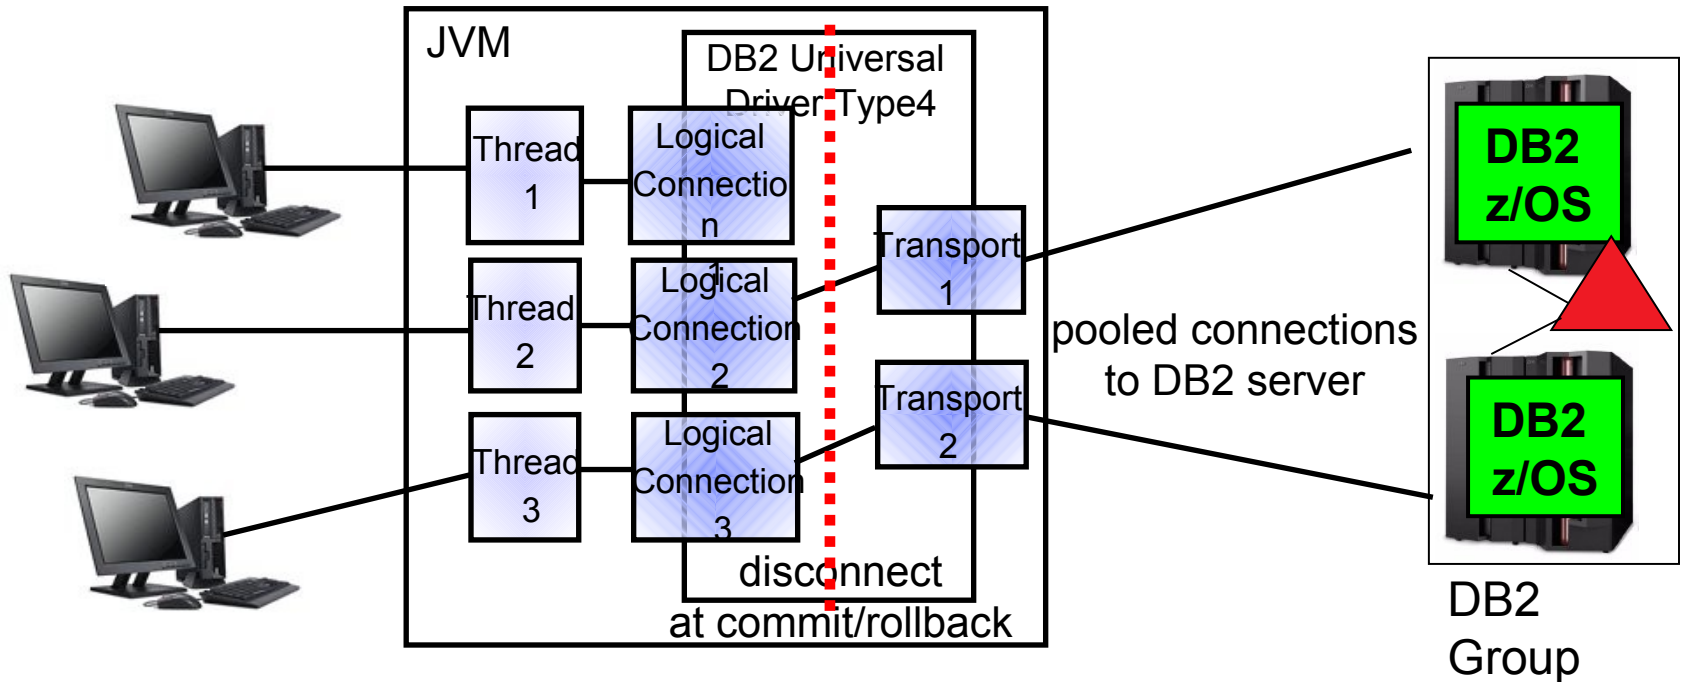 JVM
DB2 Universal
Driver Type4
Thread
1
Logical
Connectio
n
1
Thread
2
Logical
Connection
2
Thread
3
Logical
Connection
3
Transport
1
Transport
2
disconnect
at commit/rollback
pooled connections
to DB2 server
DB2
z/OS
DB2
z/OS
DB2
Group